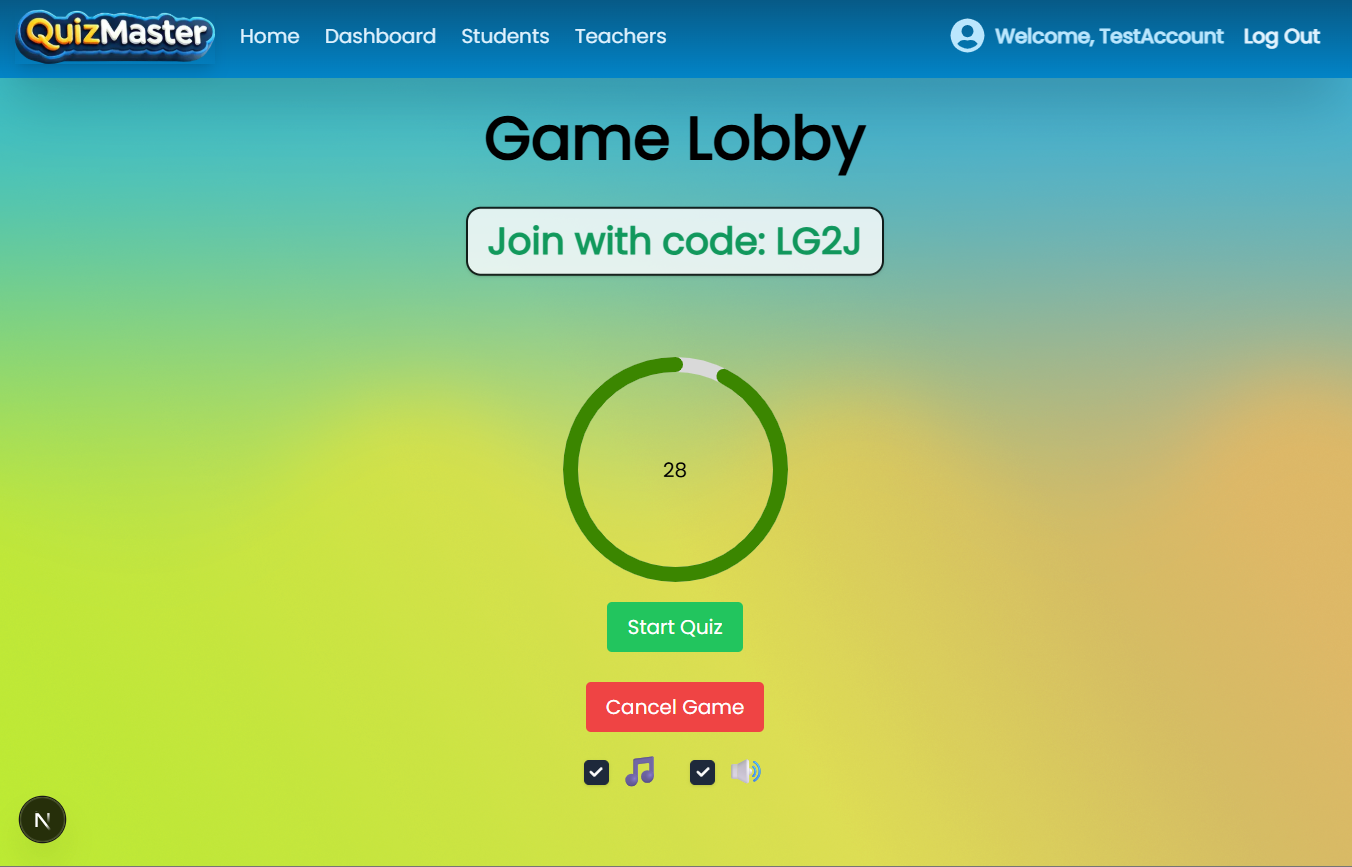 QuizMaster Home Dashboard Students Teachers Welcome, TestAccount Log Out
Game Lobby
Join with code: LG2J
28
Start Quiz
Cancel Game
N